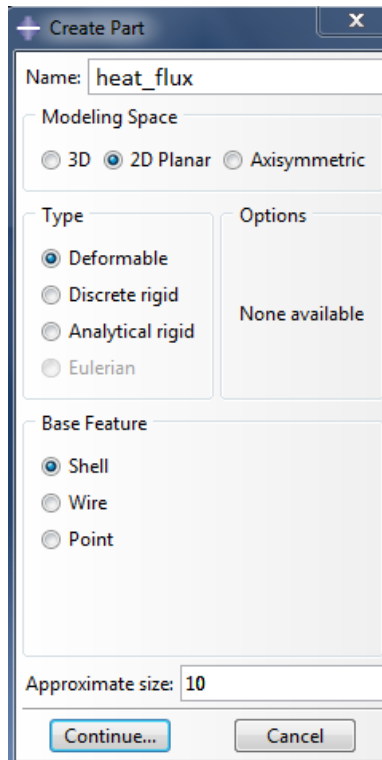 Create Part
x
Name: heat_flux
Modeling Space
3D 2D Planar Axisymmetric
Type
Options
Deformable
Discrete rigid
Analytical rigid
None available
Eulerian
Base Feature
Shell
Wire
Point
Approximate size: 10
Continue... Cancel